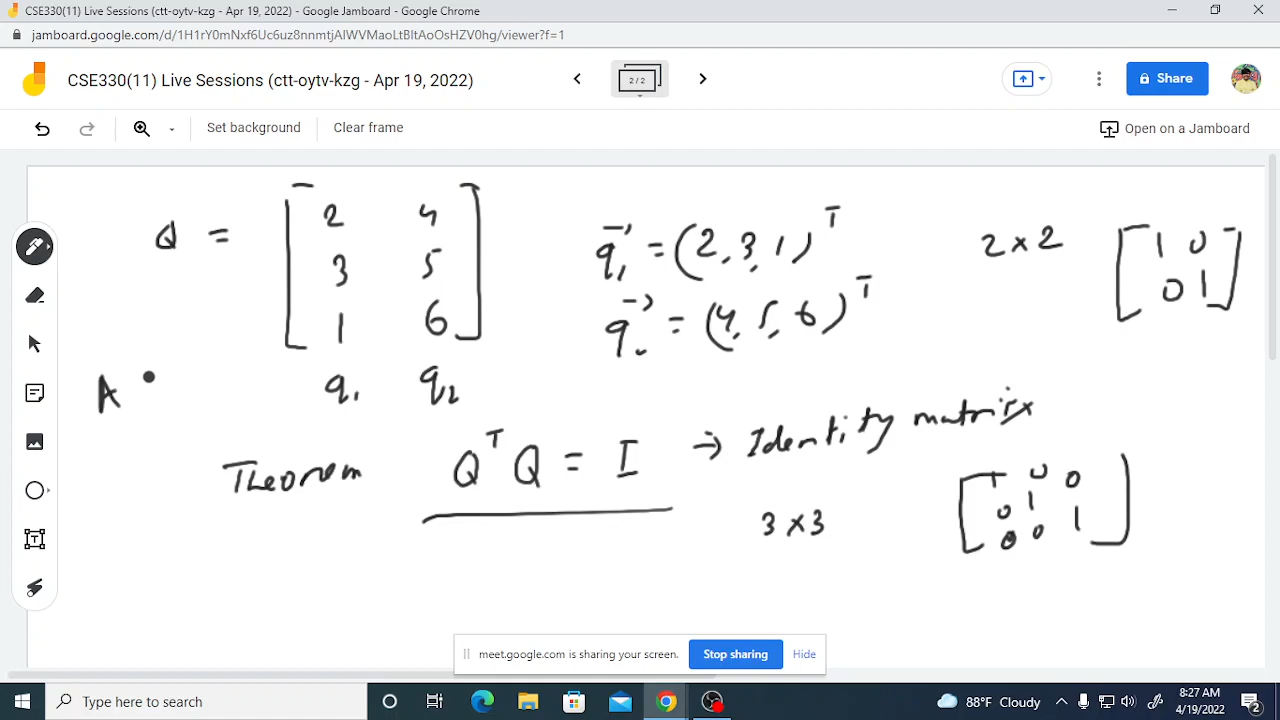 CSE330(11) Live Sessions (ctt-oytv-kzg - Apr 19, 2022) - Google Jamboard - Google Chrome
jamboard.google.com/d/1H1rY0mNxf6Uc6uz8nnmtjAIWVMaoLtBltAoOsHZV0hg/viewer?f=1
CSE330(11) Live Sessions (ctt-oytv-kzg - Apr 19, 2022)
2 / 2
Share
Set background
Clear frame
Open on a Jamboard
Q = [2 4
3 5
1 6]
q₁ q₂
q⃗₁ = (2, 3, 1)ᵀ
q⃗₂ = (4, 5, 6)ᵀ
2 × 2
[1 0
0 1]
A
Theorem QᵀQ = I → Identity matrix
3 × 3
[1 0 0
0 1
0 0 1]
meet.google.com is sharing your screen.
Stop sharing
Hide
Type here to search
88°F Cloudy
8:27 AM
4/19/2022
2